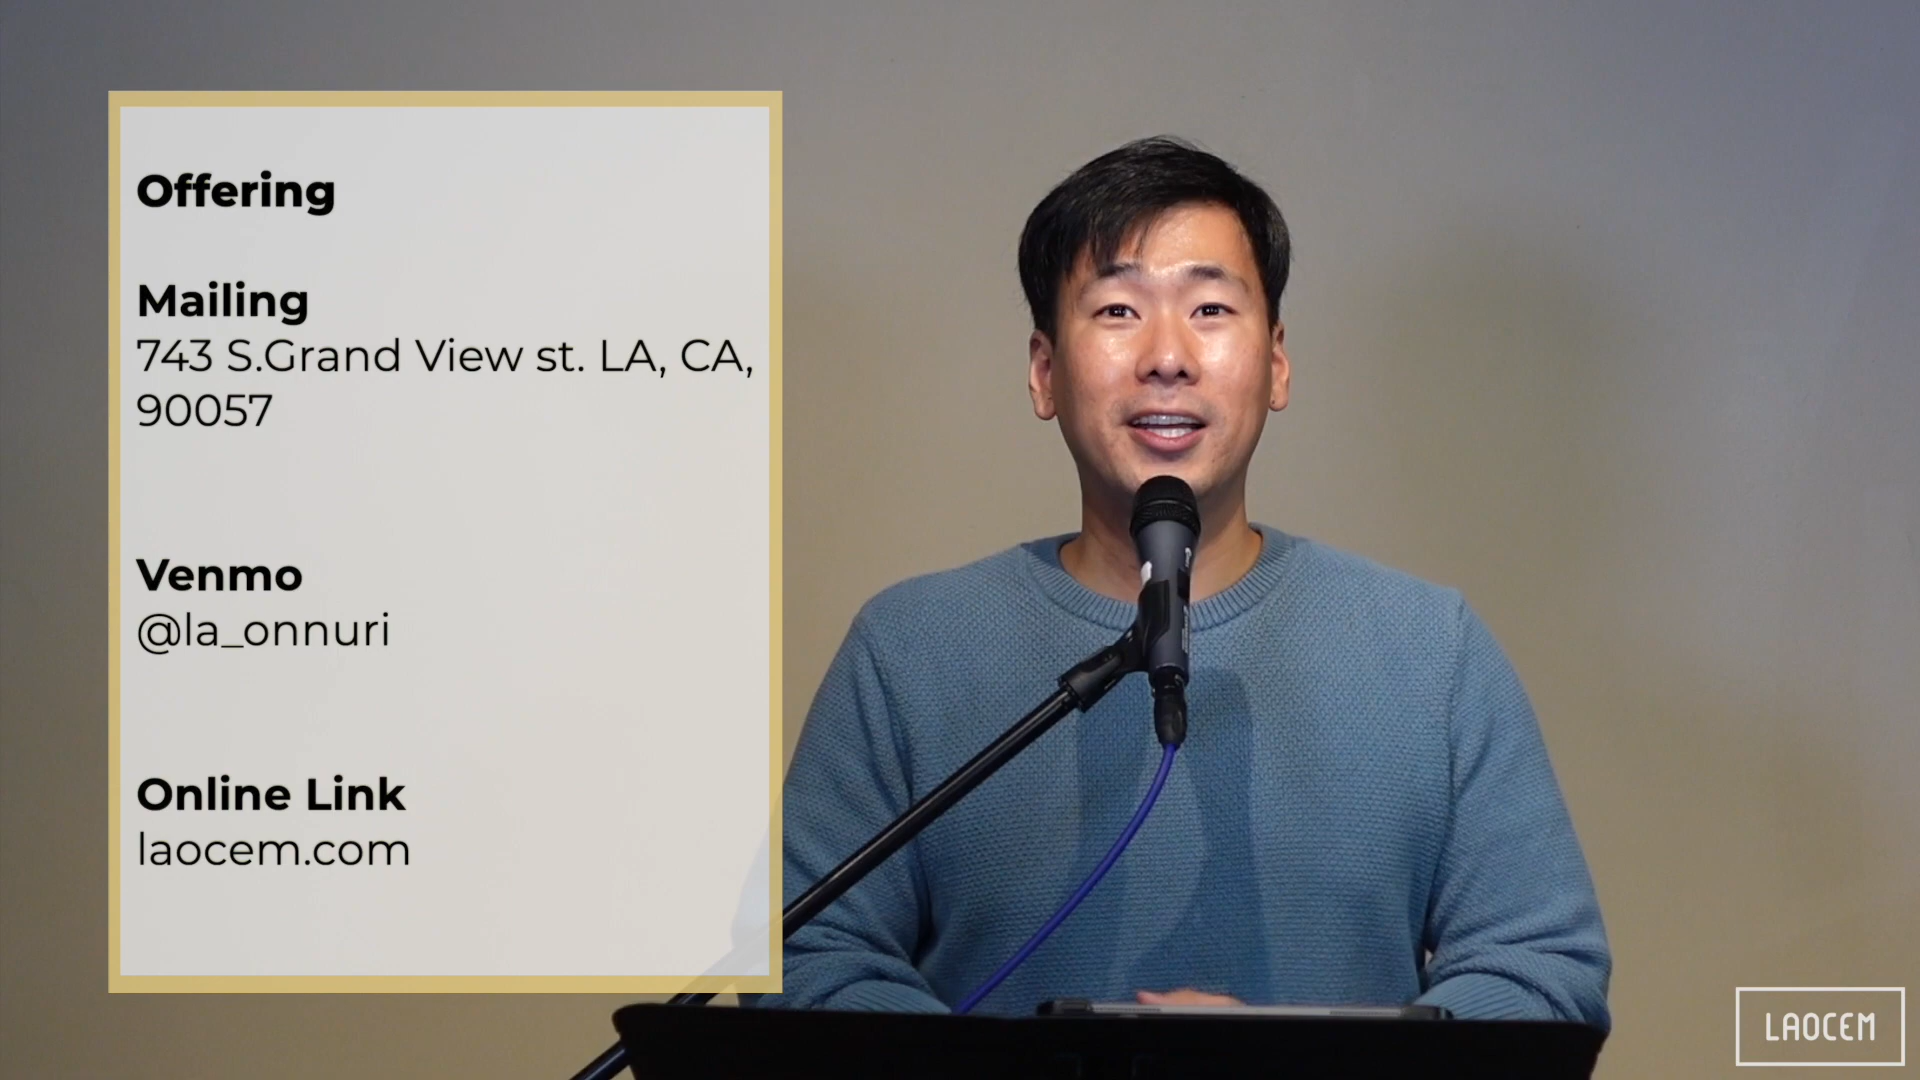 Offering
Mailing
743 S.Grand View st. LA, CA,
90057
Venmo
@la_onnuri
Online Link
laocem.com
LAOCEM